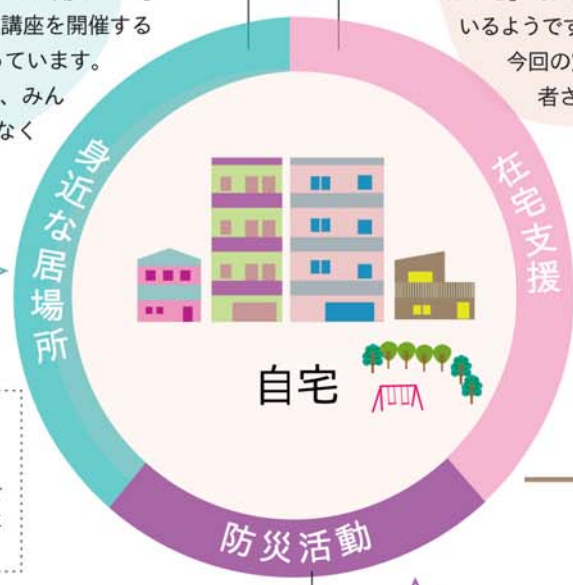 講座を開催する
っています。
、みん
なく
いるようです
今回の
者さ
身近な居場所
在宅支援
自宅
防災活動